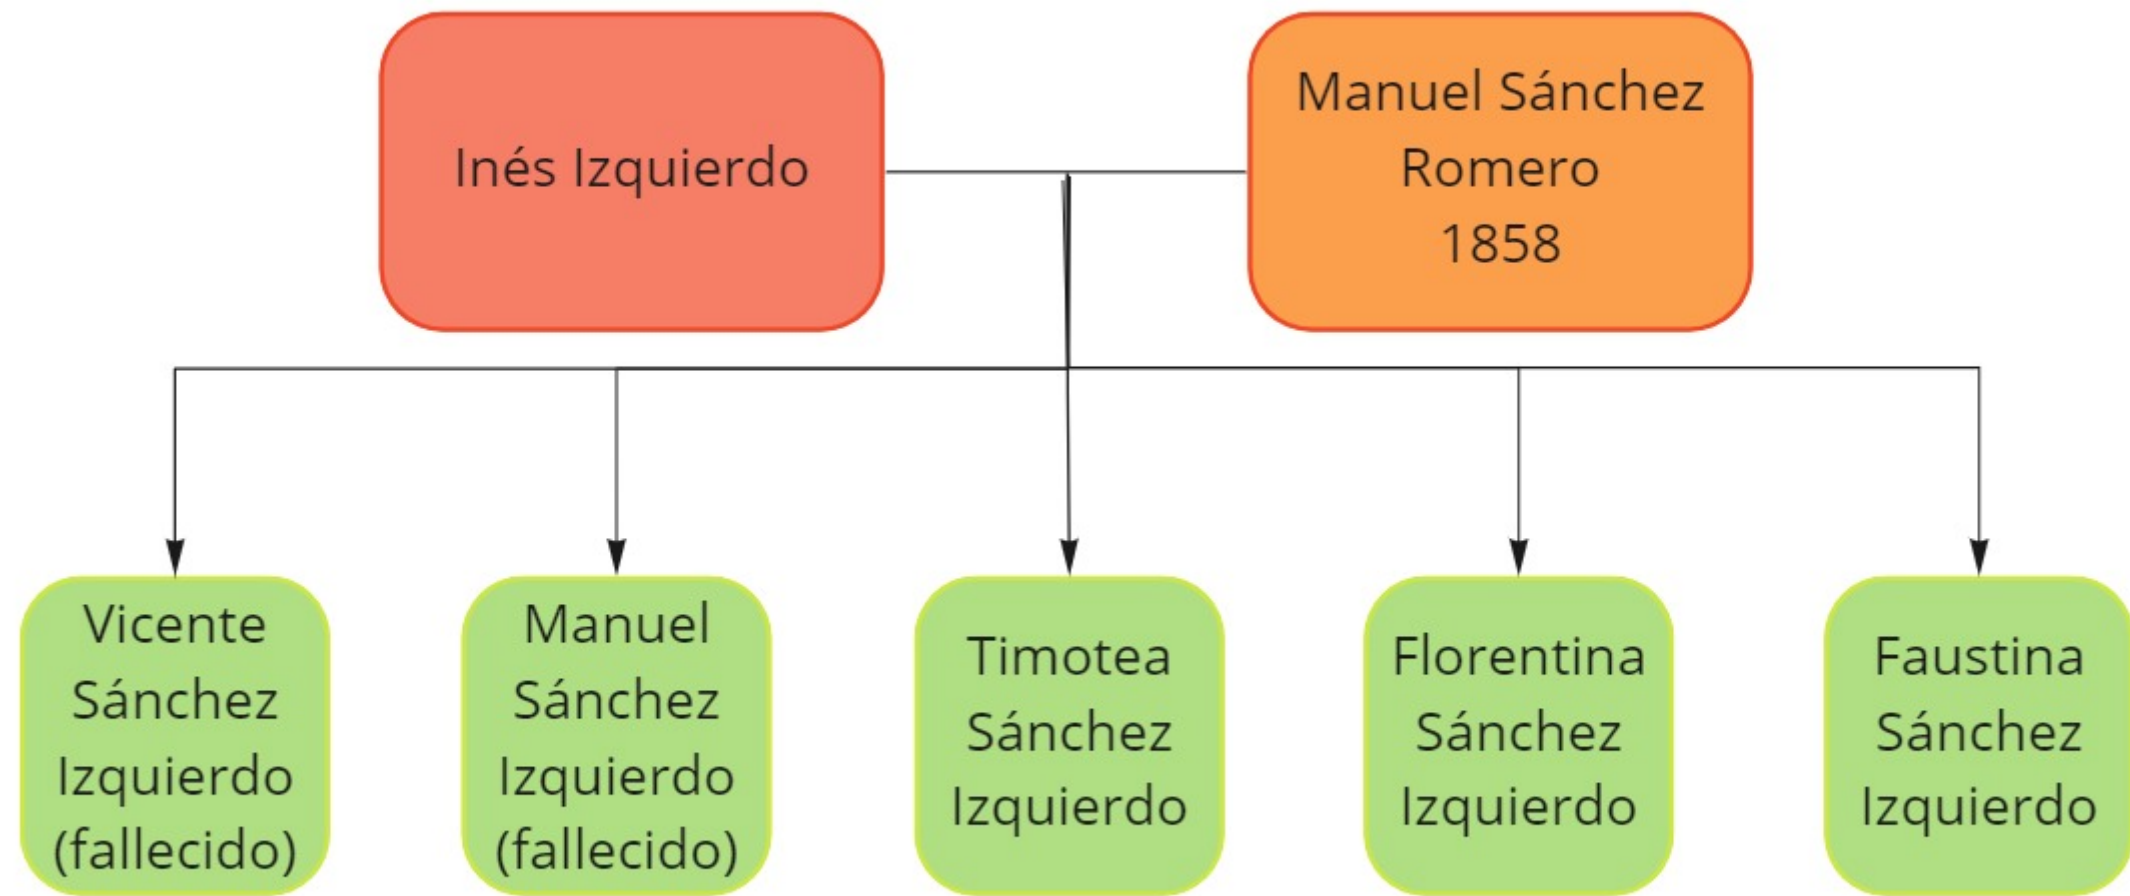 Inés Izquierdo
Manuel Sánchez
Romero
1858
Vicente
Sánchez
Izquierdo
(fallecido)
Manuel
Sánchez
Izquierdo
(fallecido)
Timotea
Sánchez
Izquierdo
Florentina
Sánchez
Izquierdo
Faustina
Sánchez
Izquierdo